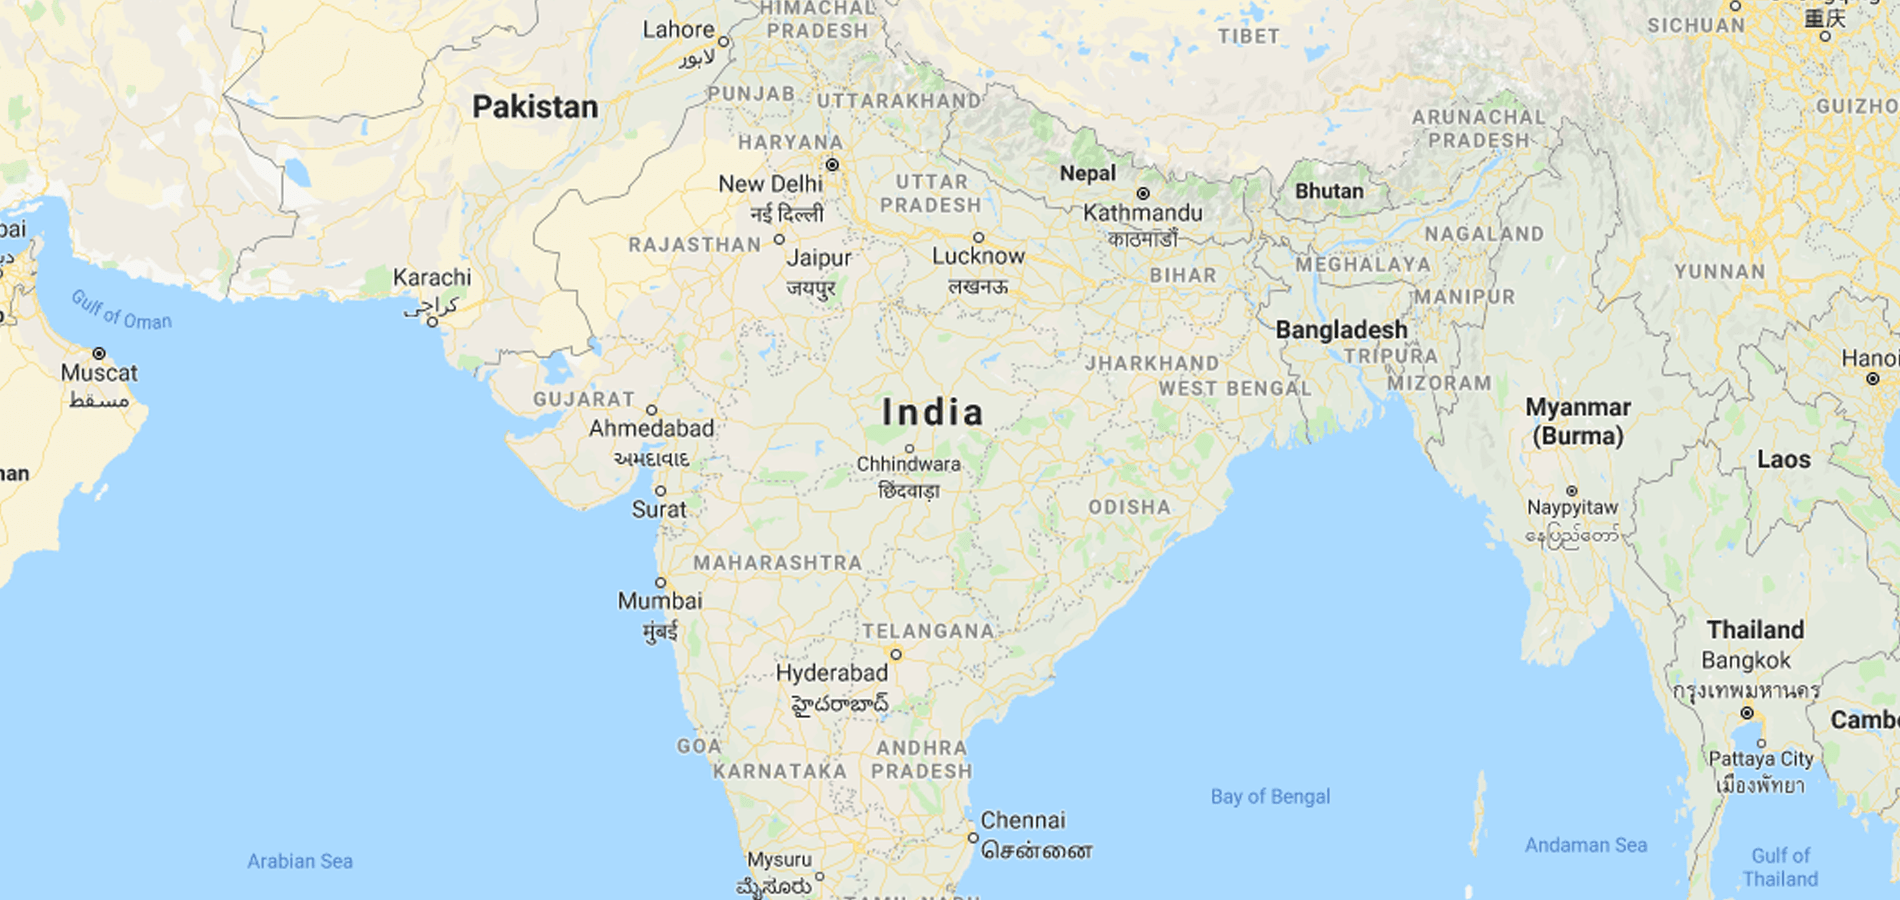 HIMACHAL
PRADESH
Lahore
لاہور
TIBET
SICHUAN
重庆
Pakistan
PUNJAB
UTTARAKHAND
GUIZHO
ARUNACHAL
PRADESH
HARYANA
New Delhi
नई दिल्ली
UTTAR
PRADESH
Nepal
Kathmandu
काठमाडौँ
Bhutan
RAJASTHAN
Jaipur
जयपुर
Lucknow
लखनऊ
BIHAR
NAGALAND
MEGHALAYA
MANIPUR
YUNNAN
bai
Karachi
کراچی
Gulf of Oman
Muscat
مسقط
Bangladesh
TRIPURA
MIZORAM
JHARKHAND
WEST BENGAL
Hanoi
GUJARAT
Ahmedabad
અમદાવાદ
India
Chhindwara
छिंदवाड़ा
Myanmar
(Burma)
Laos
man
Surat
ODISHA
Naypyitaw
နေပြည်တော်
MAHARASHTRA
Mumbai
मुंबई
TELANGANA
Hyderabad
హైదరాబాద్
Thailand
Bangkok
กรุงเทพมหานคร
Cambo
Pattaya City
เมืองพัทยา
GOA
KARNATAKA
ANDHRA
PRADESH
Bay of Bengal
Chennai
சென்னை
Andaman Sea
Gulf of
Thailand
Arabian Sea
Mysuru
ಮೈಸೂರು
TAMIL NADU